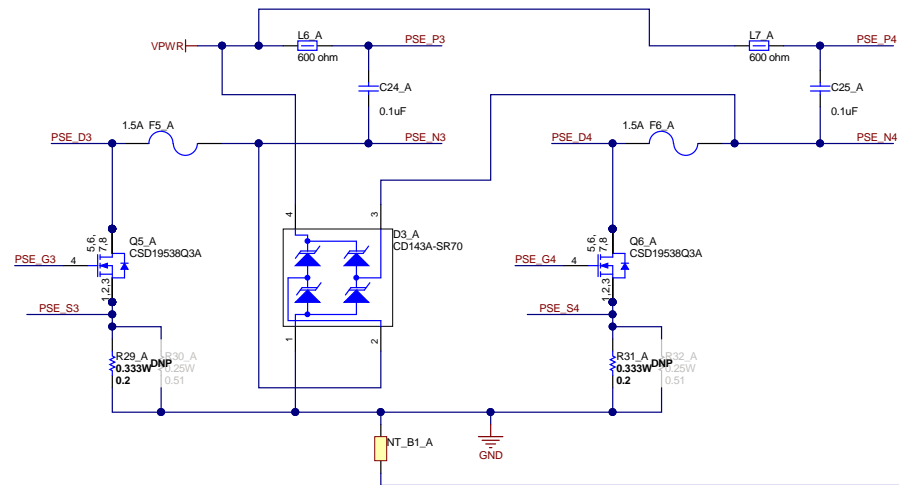 L6_A
L7_A
VPWR
PSE_P3
PSE_P4
600 ohm
600 ohm
C24_A
C25_A
0.1uF
0.1uF
1.5A F5_A
1.5A F6_A
PSE_D3
PSE_N3
PSE_D4
PSE_N4
4
3
D3_A
CD143A-SR70
Q5_A
CSD19538Q3A
5,6,
7,8
PSE_G3
4
1,2,3
Q6_A
CSD19538Q3A
5,6,
7,8
PSE_G4
4
1,2,3
PSE_S3
PSE_S4
1
2
R29_A
0.333W
0.2
DNP
R30_A
0.25W
0.51
R31_A
0.333W
0.2
DNP
R32_A
0.25W
0.51
NT_B1_A
GND